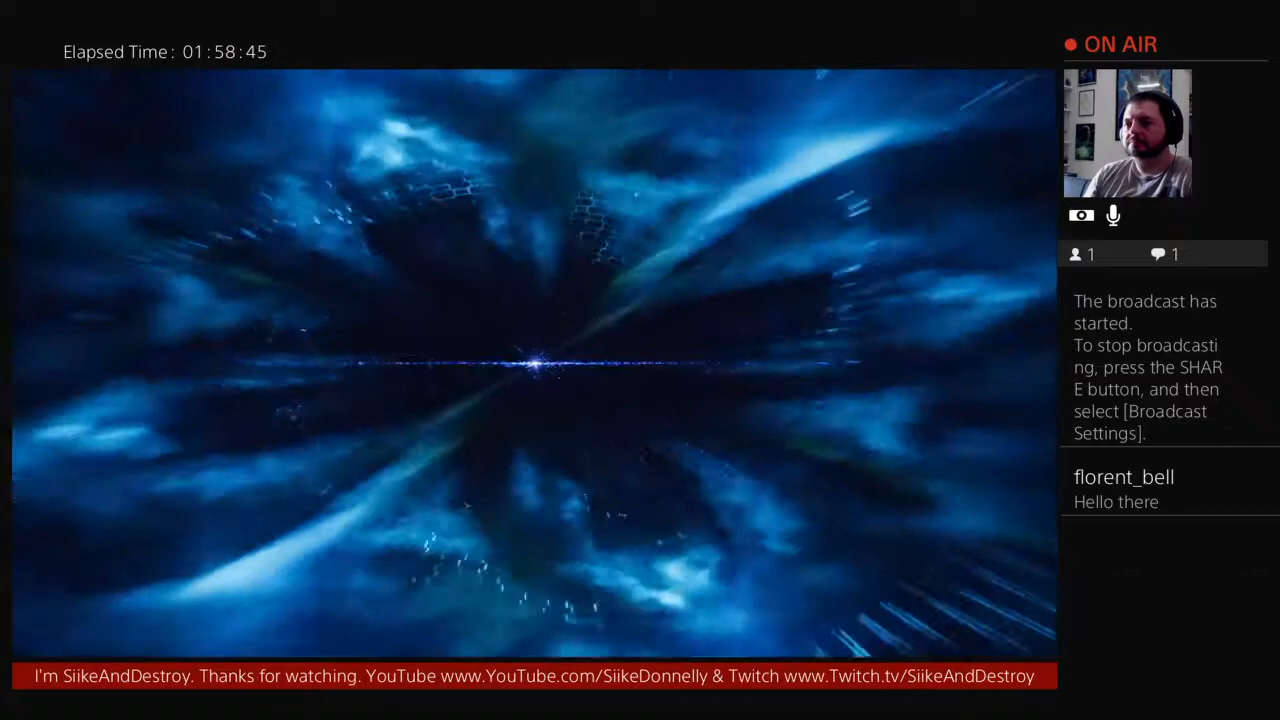 Elapsed Time: 01:58:45
ON AIR
1
1
The broadcast has
started.
To stop broadcasti
ng, press the SHAR
E button, and then
select [Broadcast
Settings].
florent_bell
Hello there
I'm SiikeAndDestroy. Thanks for watching. YouTube www.YouTube.com/SiikeDonnelly & Twitch www.Twitch.tv/SiikeAndDestroy